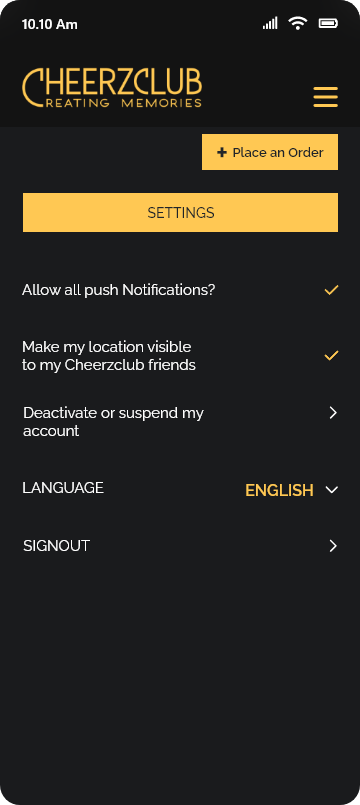 10.10 Am
CHEERZCLUB
CREATING MEMORIES
+ Place an Order
SETTINGS
Allow all push Notifications?
Make my location visible
to my Cheerzclub friends
Deactivate or suspend my
account
LANGUAGE ENGLISH
SIGNOUT